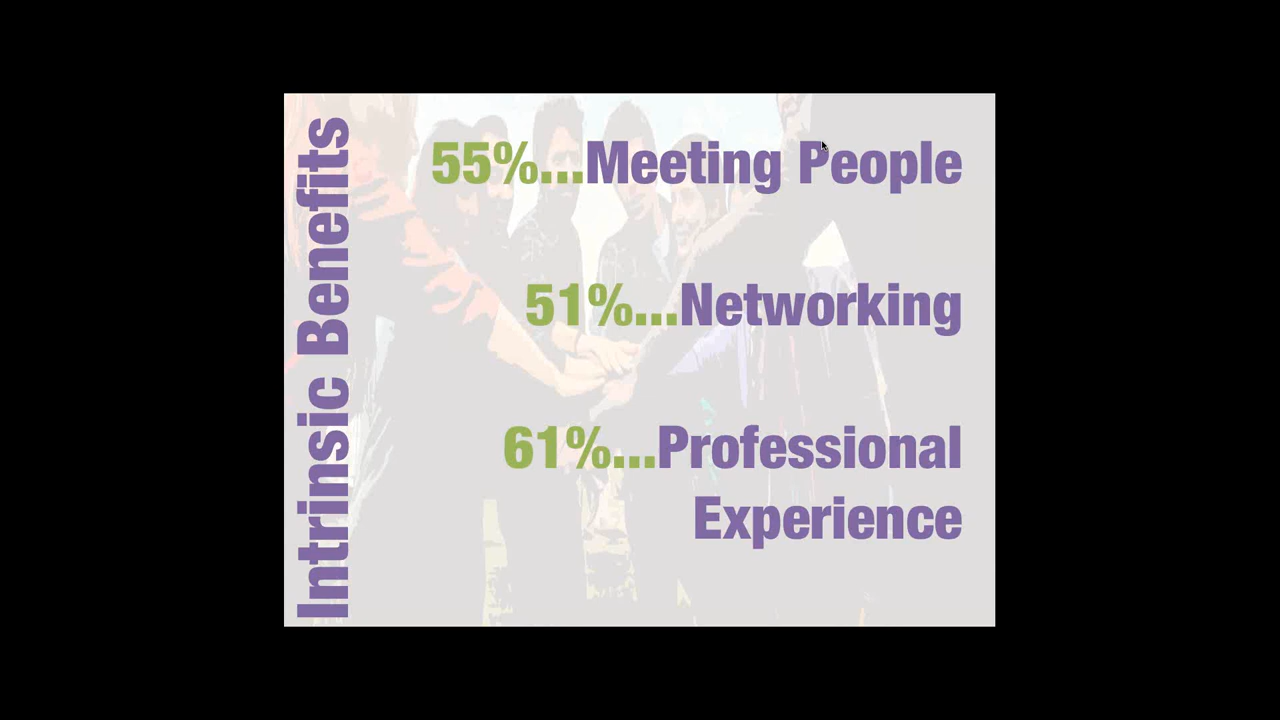 Intrinsic Benefits
55%...Meeting People
51%...Networking
61%...Professional
Experience